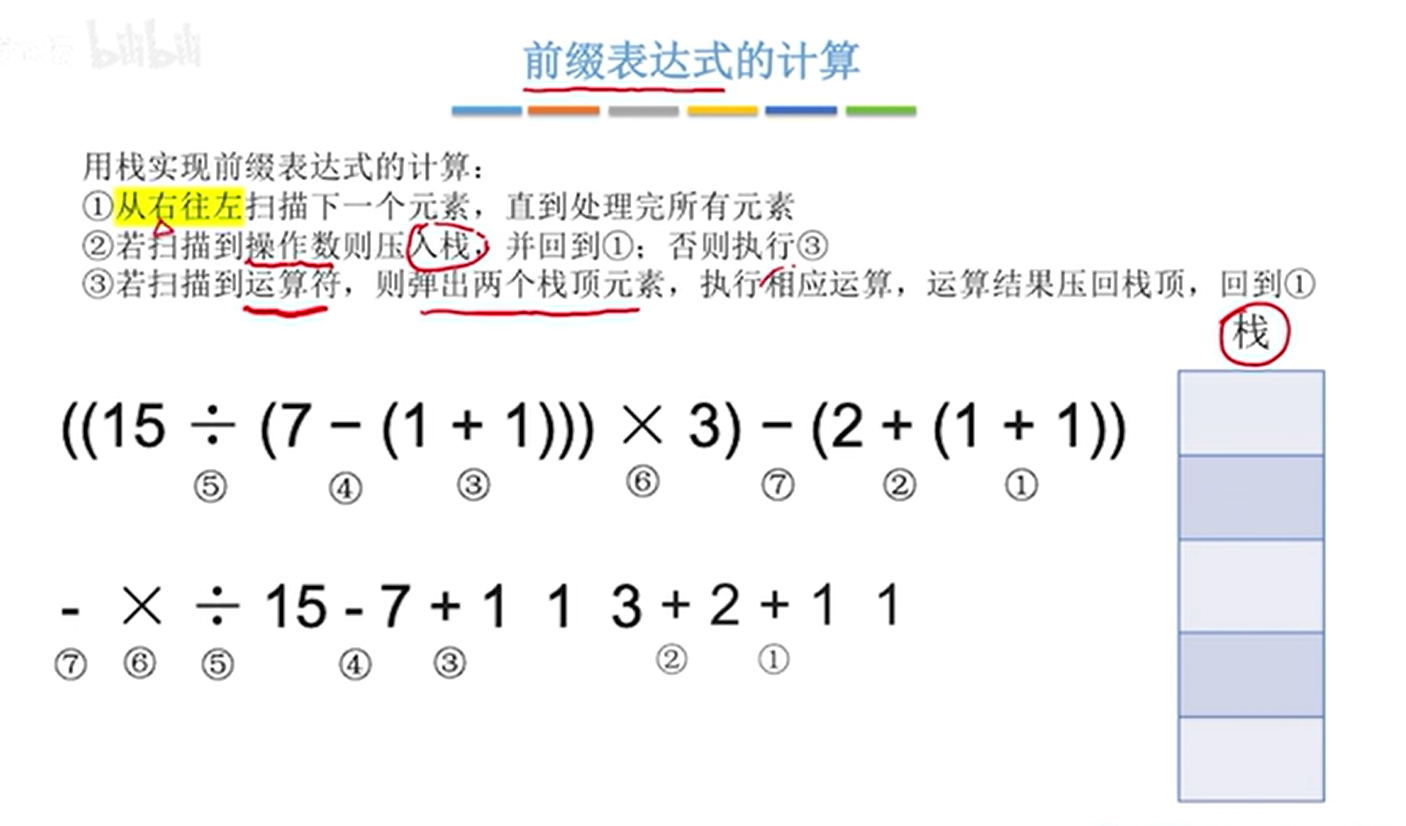 bilibili
前缀表达式的计算
用栈实现前缀表达式的计算：
①从右往左扫描下一个元素，直到处理完所有元素
②若扫描到操作数则压入栈，并回到①；否则执行③
③若扫描到运算符，则弹出两个栈顶元素，执行相应运算，运算结果压回栈顶，回到①
栈
((15 ÷ (7 − (1 + 1))) × 3) − (2 + (1 + 1))
⑤ ④ ③ ⑥ ⑦ ② ①
- × ÷ 15 - 7 + 1 1 3 + 2 + 1 1
⑦ ⑥ ⑤ ④ ③ ② ①